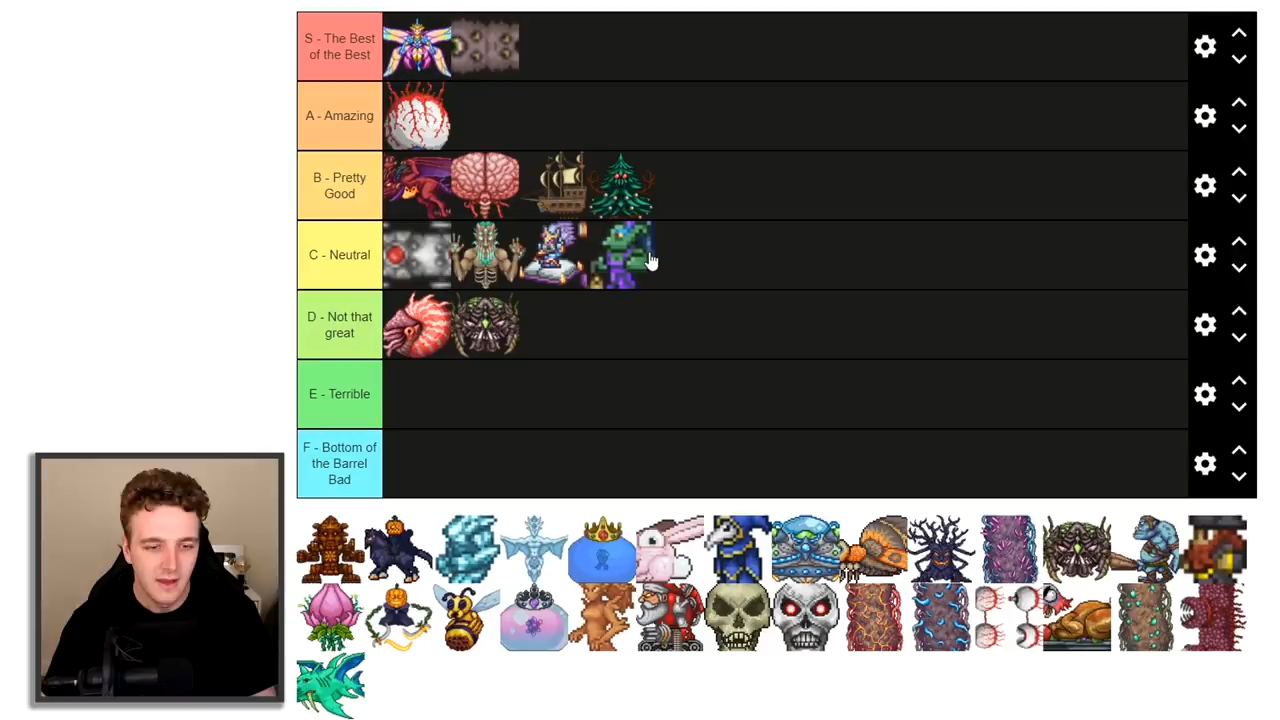 S - The Best
of the Best
A - Amazing
B - Pretty
Good
C - Neutral
D - Not that
great
E - Terrible
F - Bottom of
the Barrel
Bad